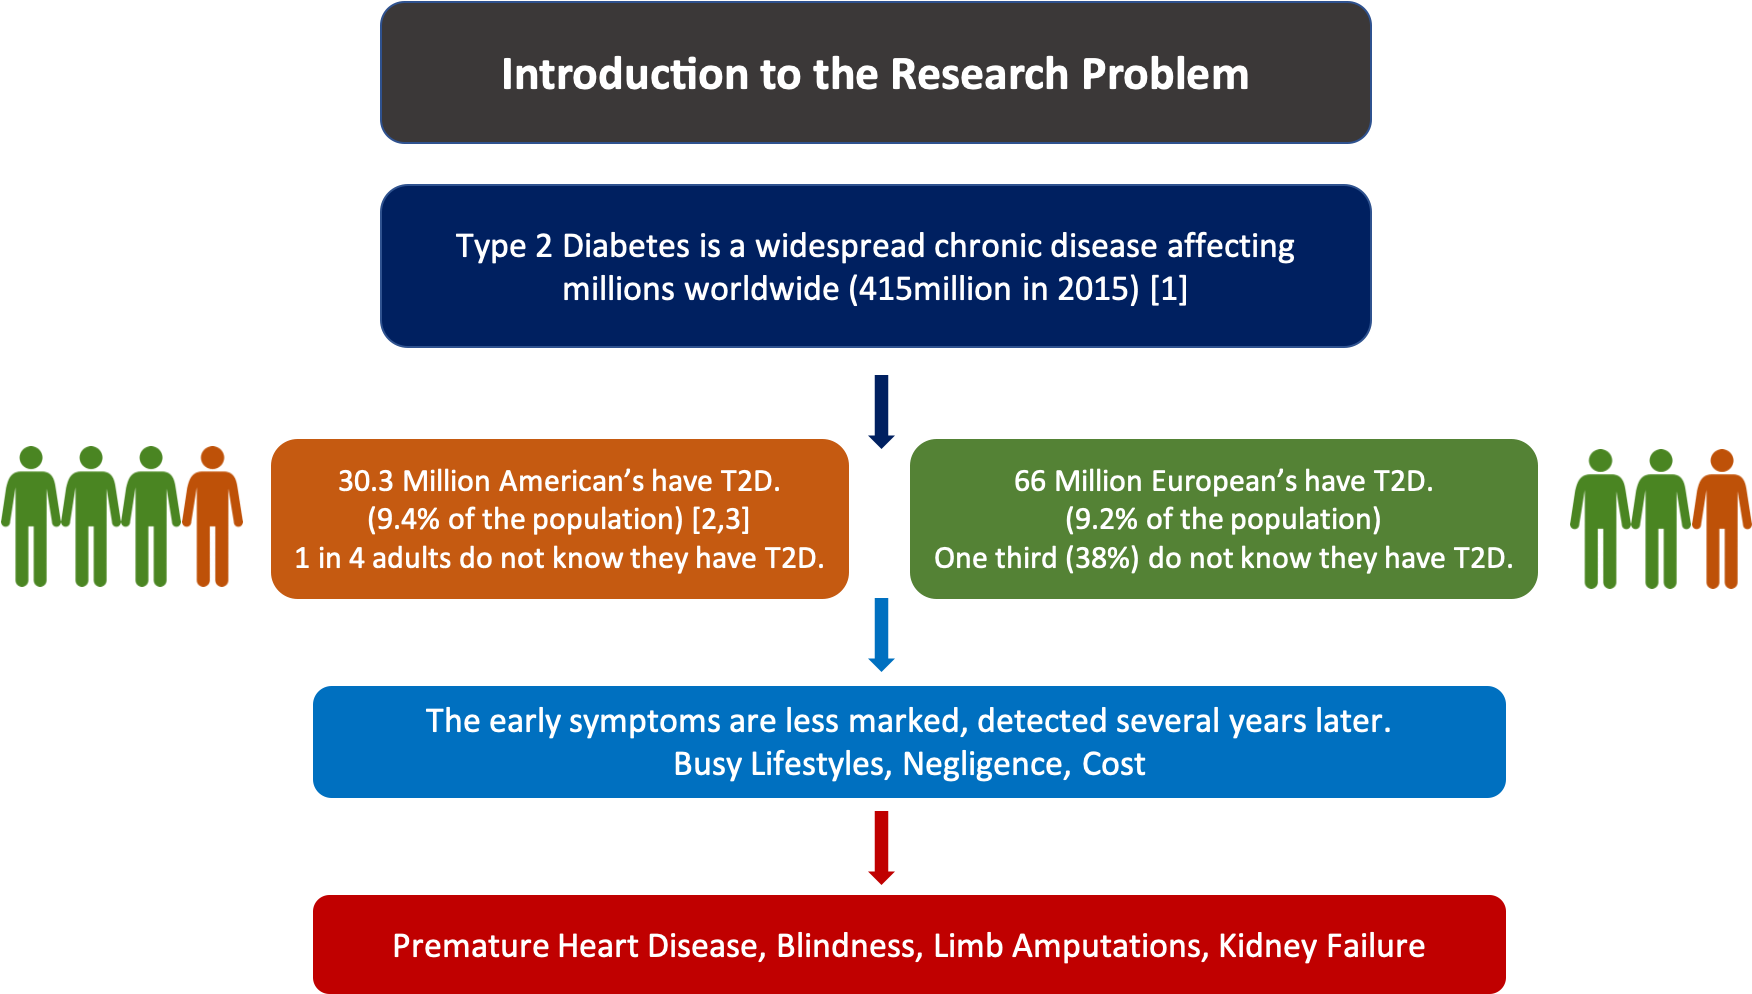 Introduction to the Research Problem
Type 2 Diabetes is a widespread chronic disease affecting
millions worldwide (415million in 2015) [1]
30.3 Million American’s have T2D.
(9.4% of the population) [2,3]
1 in 4 adults do not know they have T2D.
66 Million European’s have T2D.
(9.2% of the population)
One third (38%) do not know they have T2D.
The early symptoms are less marked, detected several years later.
Busy Lifestyles, Negligence, Cost
Premature Heart Disease, Blindness, Limb Amputations, Kidney Failure